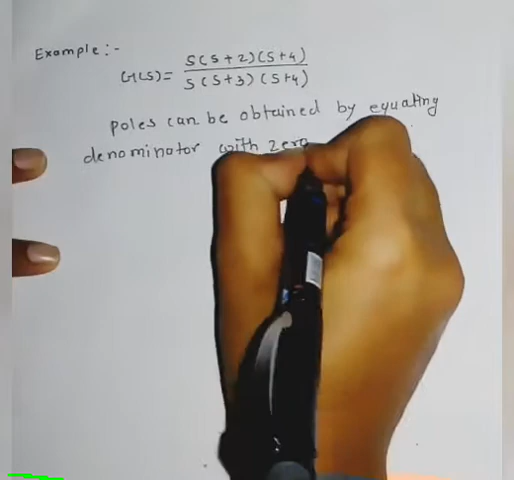 Example:-
G(S)= S(S+2)(S+4)
S(S+3)(S+4)
poles can be obtained by equating
denominator with zero